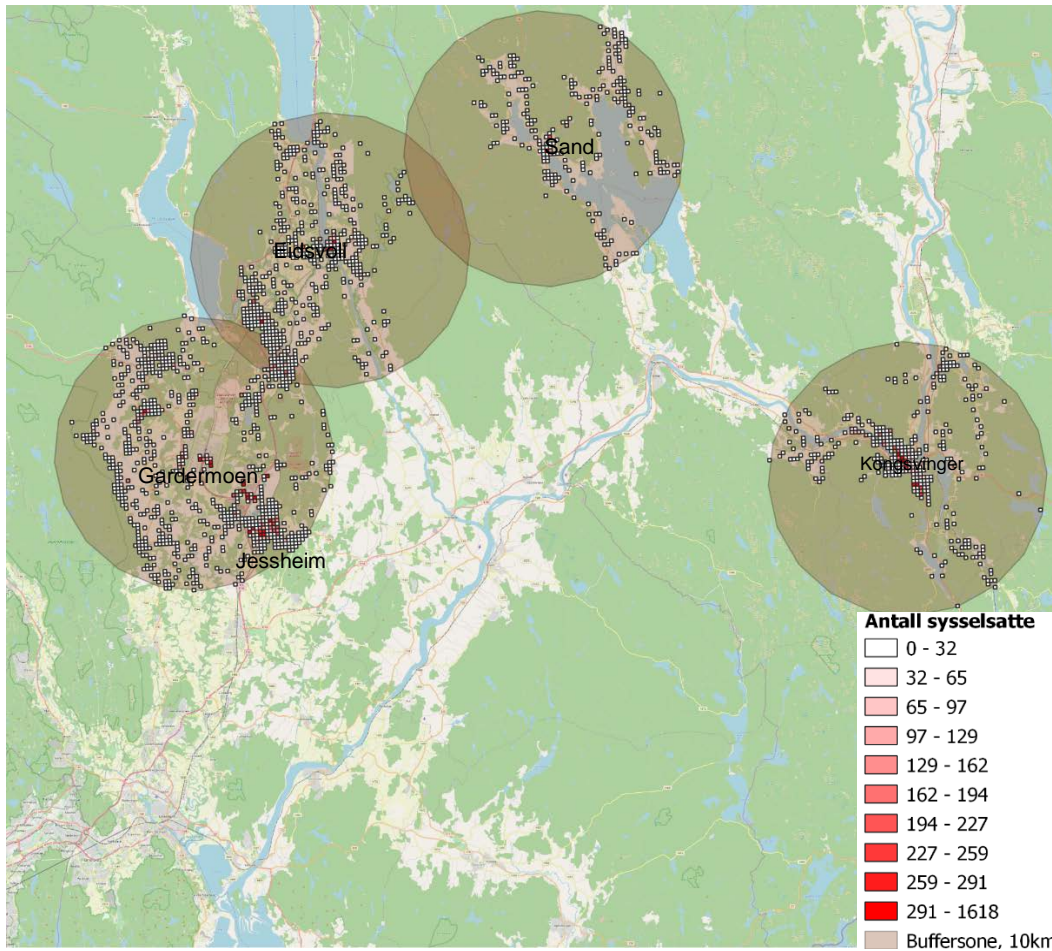 Sand
Eidsvoll
Gardermoen
Kongsvinger
Jessheim
Antall sysselsatte
0 - 32
32 - 65
65 - 97
97 - 129
129 - 162
162 - 194
194 - 227
227 - 259
259 - 291
291 - 1618
Buffersone, 10km